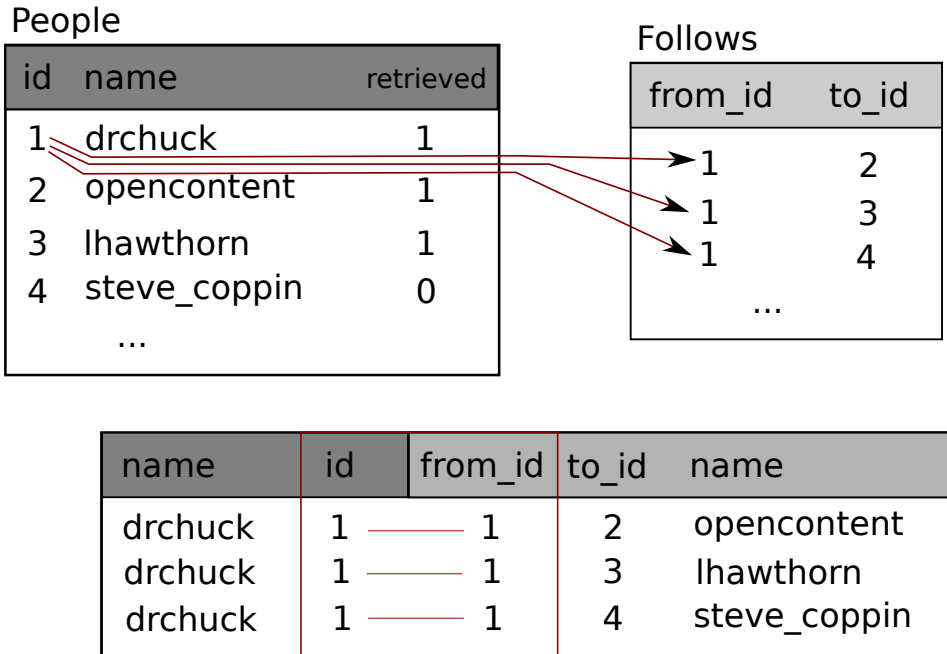 People
id name retrieved
1 drchuck 1
2 opencontent 1
3 lhawthorn 1
4 steve_coppin 0
...
Follows
from_id to_id
1 2
1 3
1 4
...
name id from_id to_id name
drchuck 1 1 2 opencontent
drchuck 1 1 3 lhawthorn
drchuck 1 1 4 steve_coppin